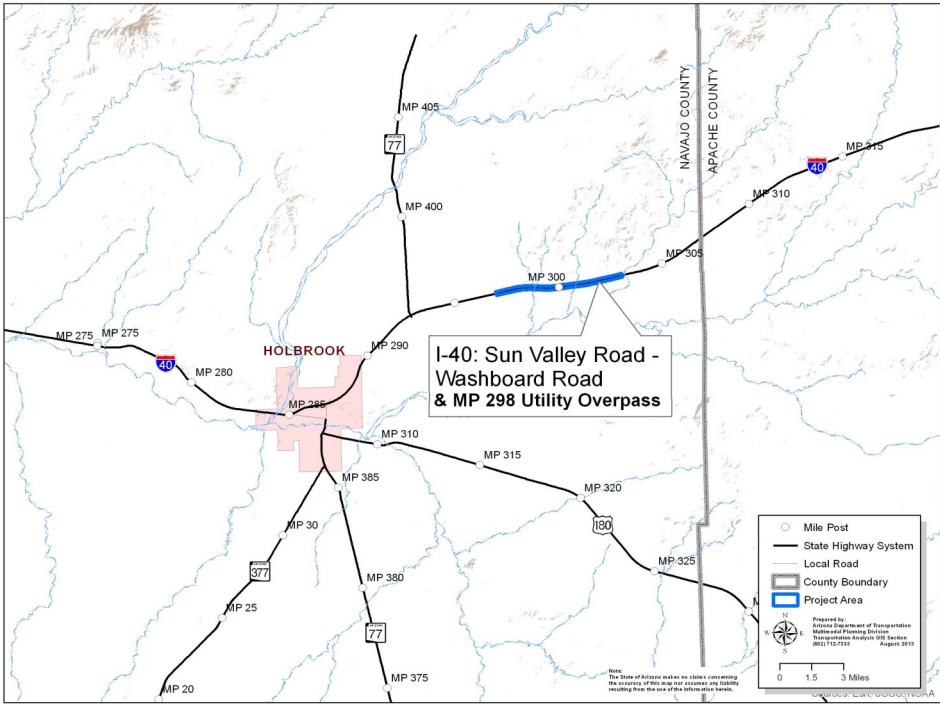 MP 405
ARIZONA
77
NAVAJO COUNTY
APACHE COUNTY
MP 315
40
MP 310
MP 400
MP 305
MP 300
MP 275
MP 275
40
MP 280
HOLBROOK
MP 290
MP 285
I-40: Sun Valley Road -
Washboard Road
& MP 298 Utility Overpass
MP 310
MP 315
MP 385
MP 320
180
MP 30
MP 325
ARIZONA
377
MP 380
MP 25
ARIZONA
77
MP 375
MP 20
Mile Post
State Highway System
Local Road
County Boundary
Project Area
N
W E
S
Prepared by:
Arizona Department of Transportation
Multimodal Planning Division
Transportation Analysis GIS Section
(602) 712-7333 August, 2013
0 1.5 3 Miles
Note:
The State of Arizona makes no claims concerning
the accuracy of this map nor assumes any liability
resulting from the use of the information herein.
Sources: Esri, USGS, NOAA